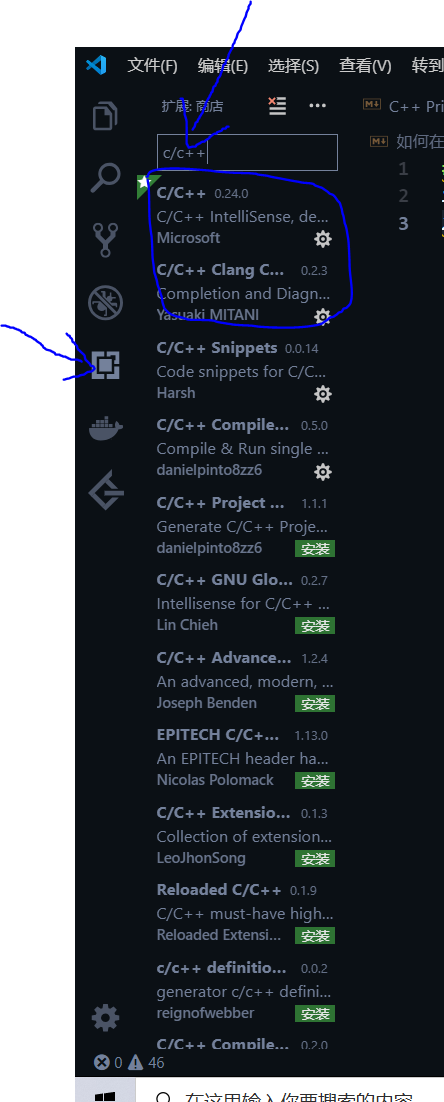 文件(F) 编辑(E) 选择(S) 查看(V) 转到
扩展: 商店
C++ Pri
c/c++
如何在
1
2
3
C/C++ 0.24.0
C/C++ IntelliSense, de...
Microsoft
C/C++ Clang C... 0.2.3
Completion and Diagn...
Yasuaki MITANI
C/C++ Snippets 0.0.14
Code snippets for C/C...
Harsh
C/C++ Compile... 0.5.0
Compile & Run single ...
danielpinto8zz6
C/C++ Project ... 1.1.1
Generate C/C++ Proje...
danielpinto8zz6 安装
C/C++ GNU Glo... 0.2.7
Intellisense for C/C++ ...
Lin Chieh 安装
C/C++ Advance... 1.2.4
An advanced, modern, ...
Joseph Benden 安装
EPITECH C/C+... 1.13.0
An EPITECH header ha...
Nicolas Polomack 安装
C/C++ Extensio... 0.1.3
Collection of extension...
LeoJhonSong 安装
Reloaded C/C++ 0.1.9
C/C++ must-have high...
Reloaded Extensi... 安装
c/c++ definitio... 0.0.2
generator c/c++ defini...
reignofwebber 安装
C/C++ Compile... 0.2.0
0 46
在这里输入你要搜索的内容